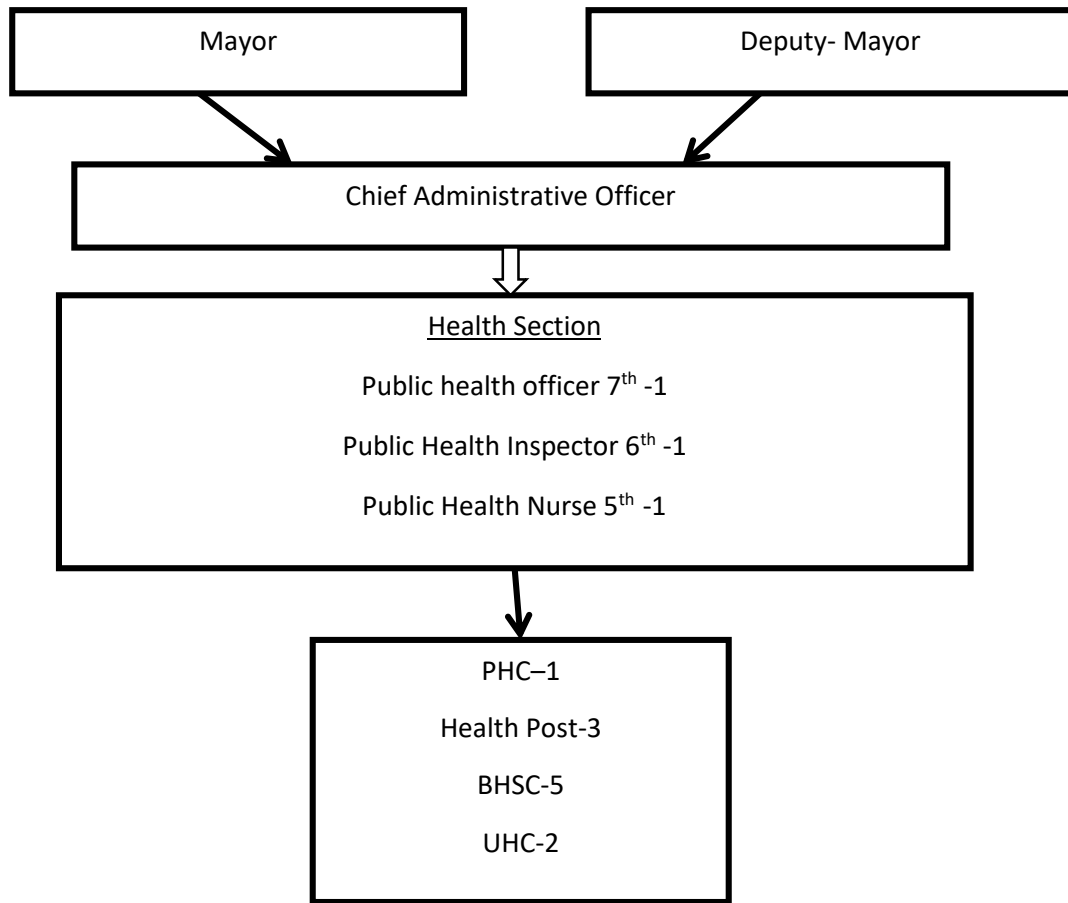 Mayor
Deputy- Mayor
Chief Administrative Officer
Health Section
Public health officer 7th -1
Public Health Inspector 6th -1
Public Health Nurse 5th -1
PHC–1
Health Post-3
BHSC-5
UHC-2